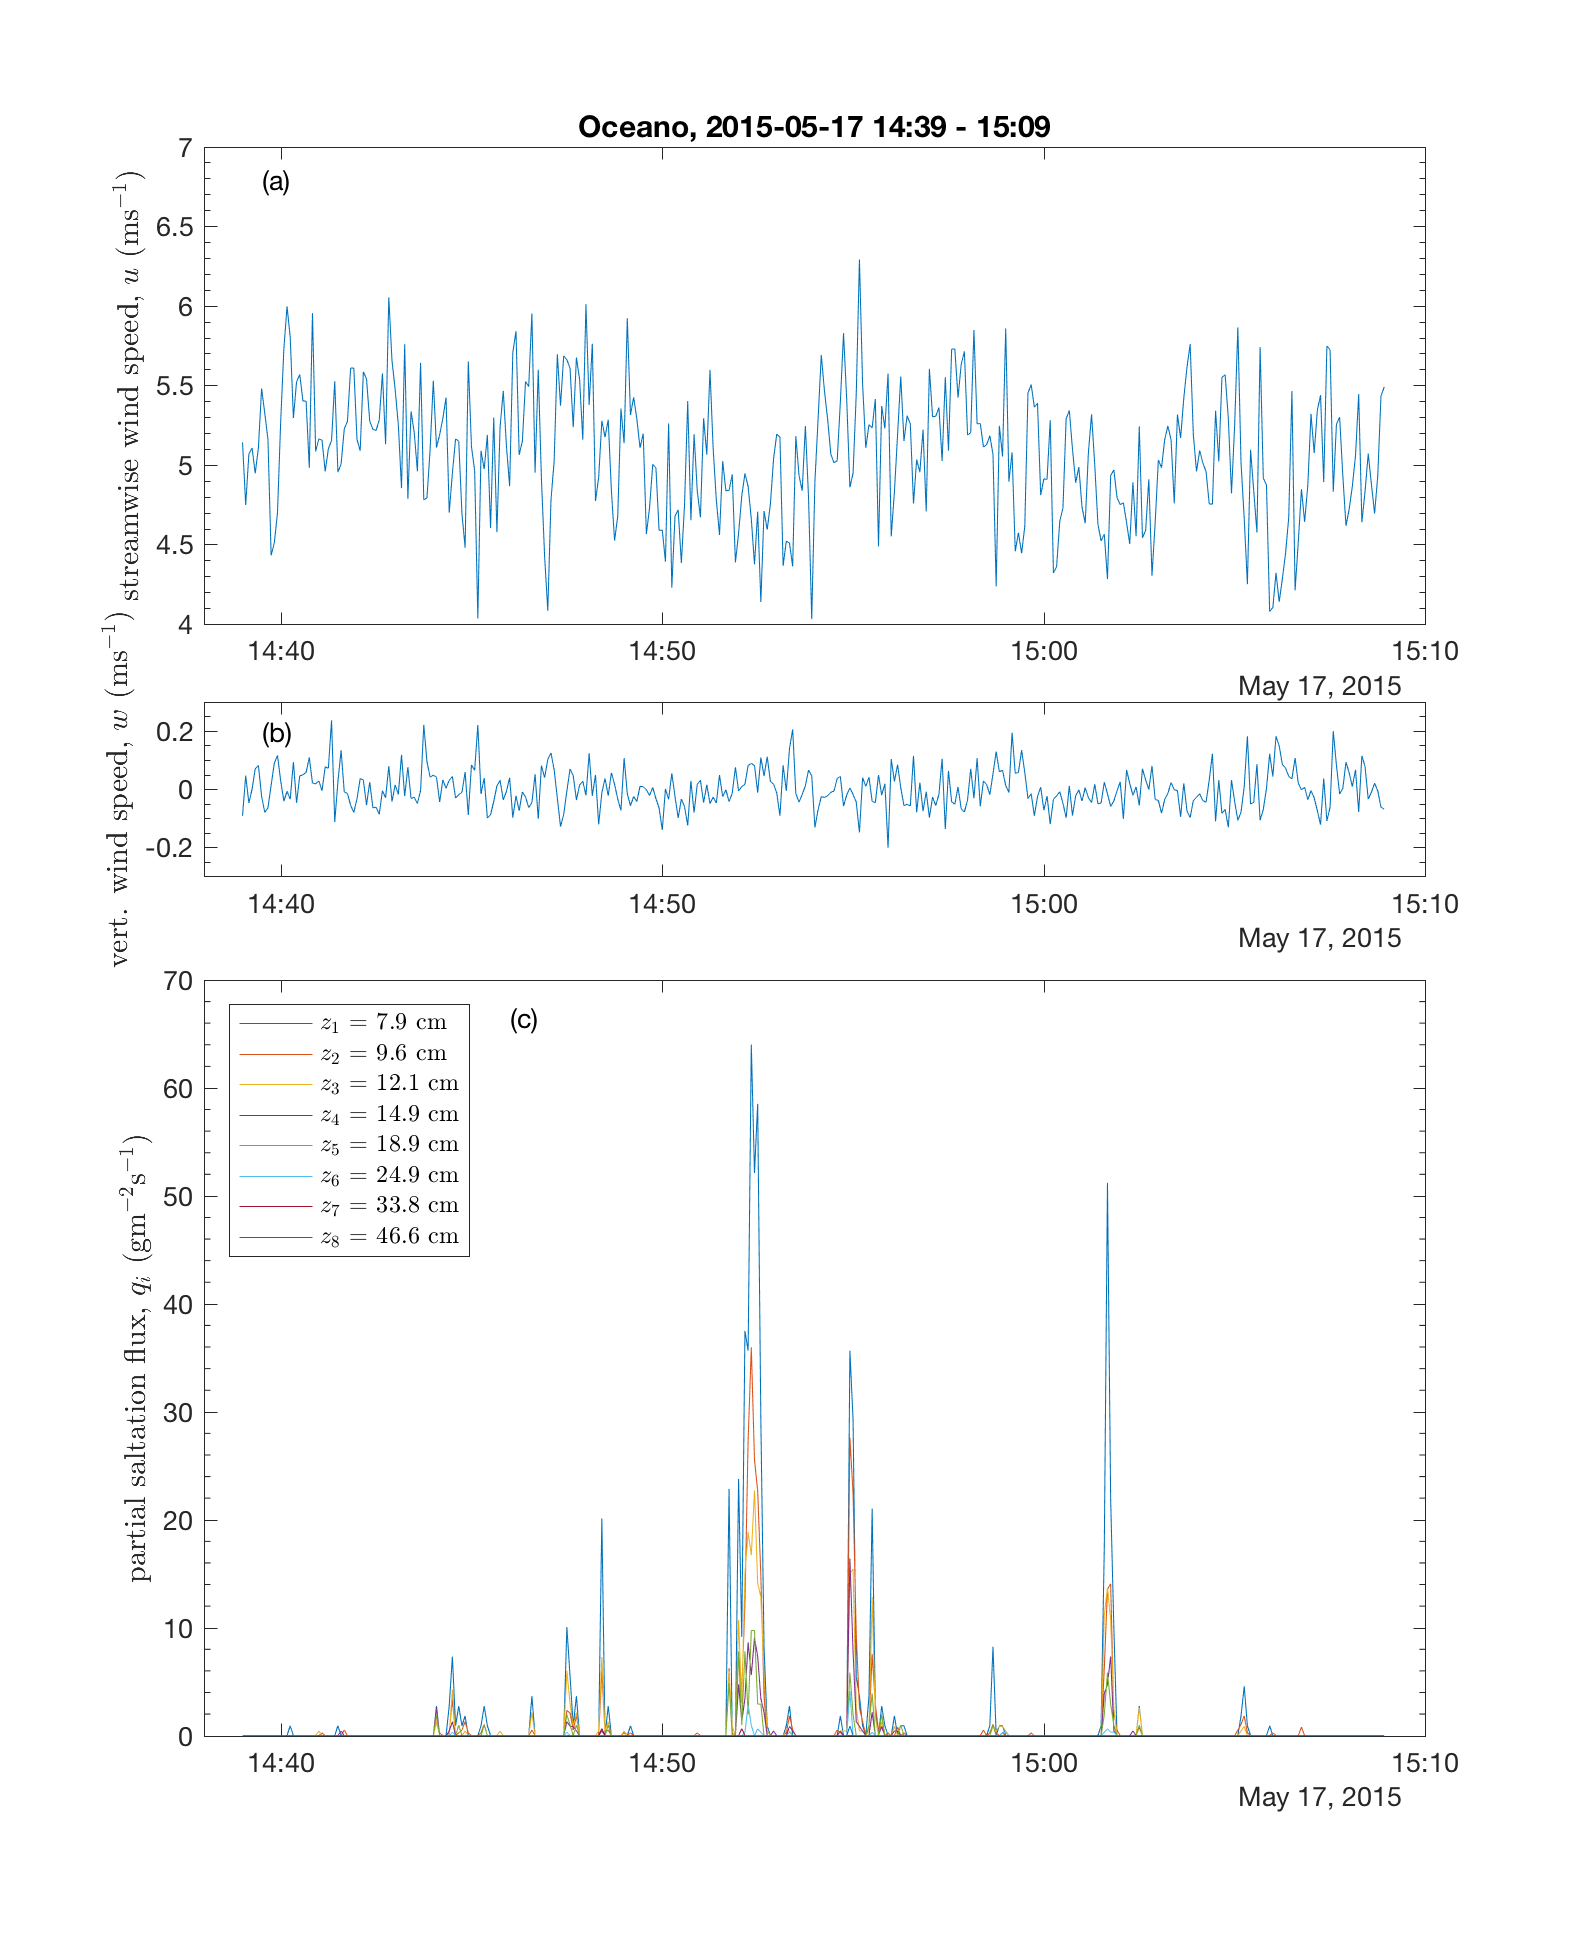 Oceano, 2015-05-17 14:39 - 15:09
(a)
streamwise wind speed, u (ms⁻¹)
7
6.5
6
5.5
5
4.5
4
14:40 14:50 15:00 15:10
May 17, 2015
(b)
vert. wind speed, w (ms⁻¹)
0.2
0
-0.2
14:40 14:50 15:00 15:10
May 17, 2015
(c)
partial saltation flux, qᵢ (gm⁻²s⁻¹)
70
60
50
40
30
20
10
0
z₁ = 7.9 cm
z₂ = 9.6 cm
z₃ = 12.1 cm
z₄ = 14.9 cm
z₅ = 18.9 cm
z₆ = 24.9 cm
z₇ = 33.8 cm
z₈ = 46.6 cm
14:40 14:50 15:00 15:10
May 17, 2015